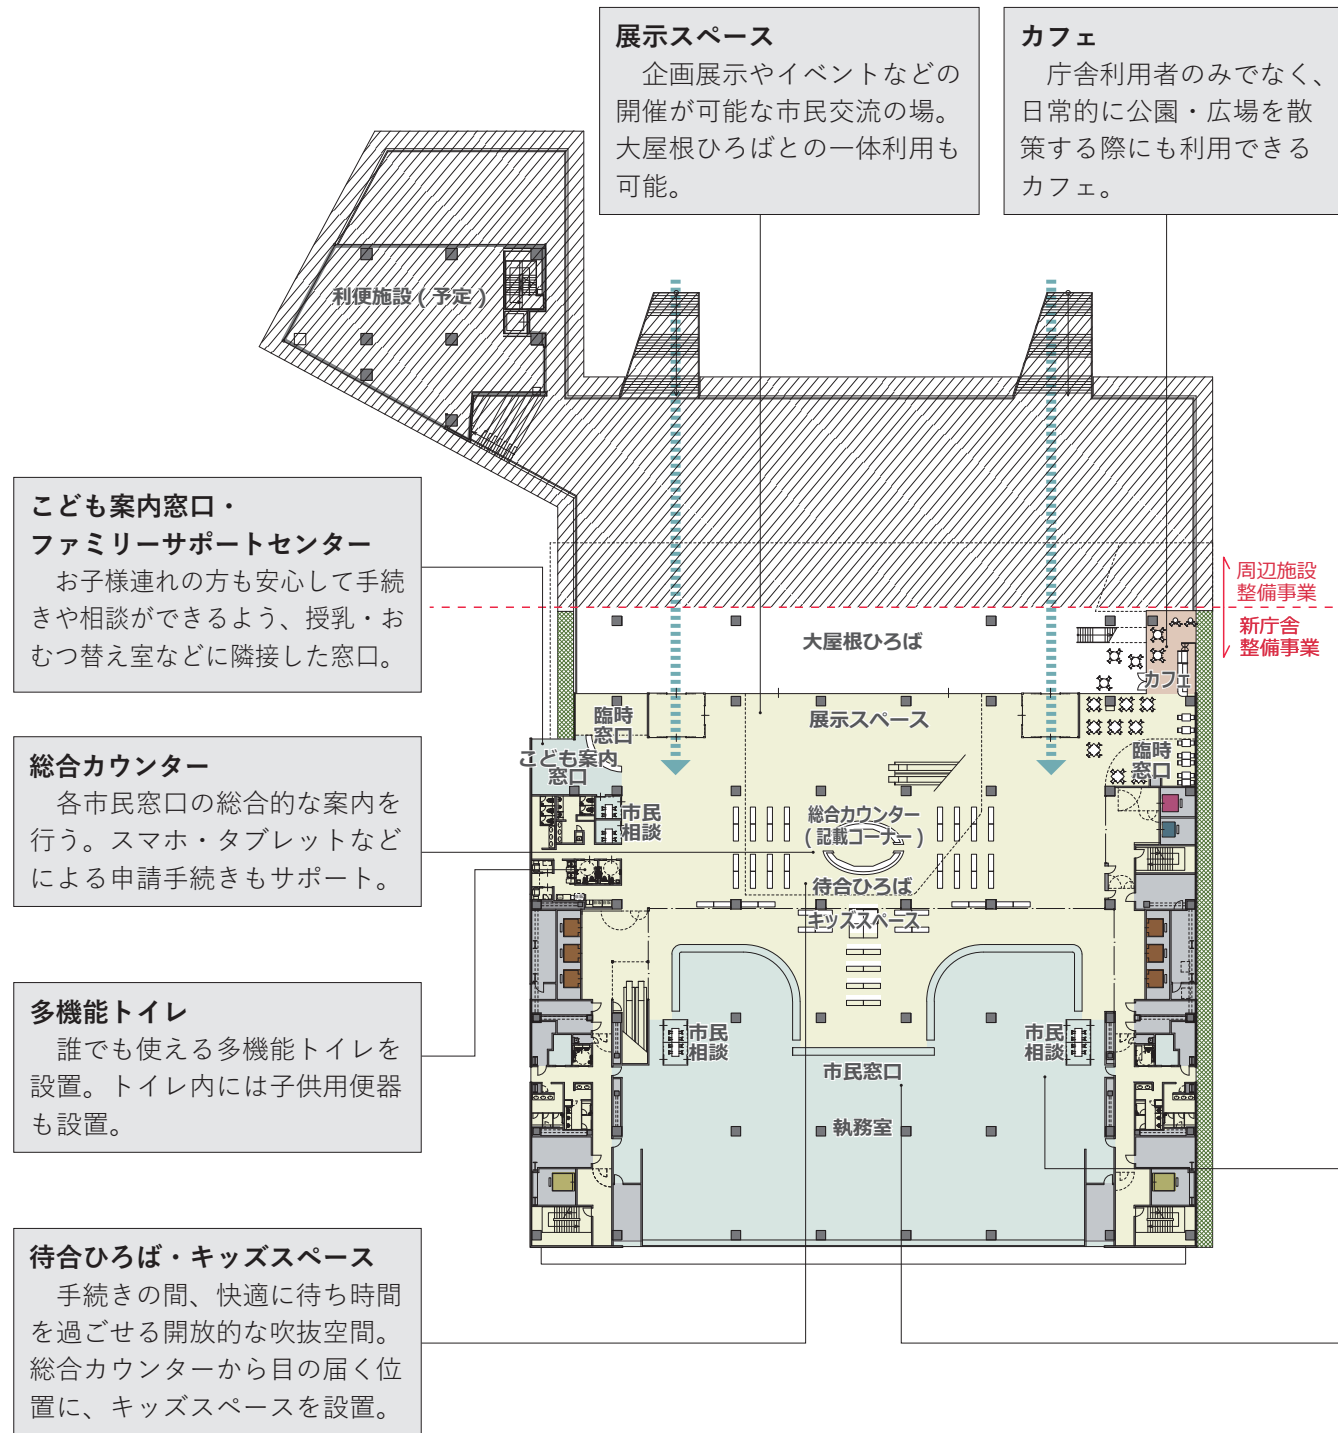 展示スペース
企画展示やイベントなどの
開催が可能な市民交流の場。
大屋根ひろばとの一体利用も
可能。
カフェ
庁舎利用者のみでなく、
日常的に公園・広場を散
策する際にも利用できる
カフェ。
利便施設（予定）
こども案内窓口・
ファミリーサポートセンター
お子様連れの方も安心して手続
きや相談ができるよう、授乳・お
むつ替え室などに隣接した窓口。
周辺施設
整備事業
新庁舎
整備事業
大屋根ひろば
カフェ
臨時
窓口
展示スペース
こども案内
窓口
臨時
窓口
総合カウンター
各市民窓口の総合的な案内を
行う。スマホ・タブレットなど
による申請手続きもサポート。
市民
相談
総合カウンター
（記載コーナー）
待合ひろば
キッズスペース
多機能トイレ
誰でも使える多機能トイレを
設置。トイレ内には子供用便器
も設置。
市民
相談
市民
相談
市民窓口
執務室
待合ひろば・キッズスペース
手続きの間、快適に待ち時間
を過ごせる開放的な吹抜空間。
総合カウンターから目の届く位
置に、キッズスペースを設置。